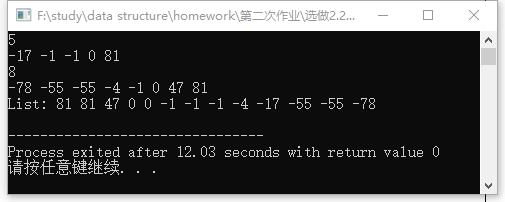 F:\study\data structure\homework\第二次作业\选做2.2...
5
-17 -1 -1 0 81
8
-78 -55 -55 -4 -1 0 47 81
List: 81 81 47 0 0 -1 -1 -1 -4 -17 -55 -55 -78
--------------------------------
Process exited after 12.03 seconds with return value 0
请按任意键继续. . .